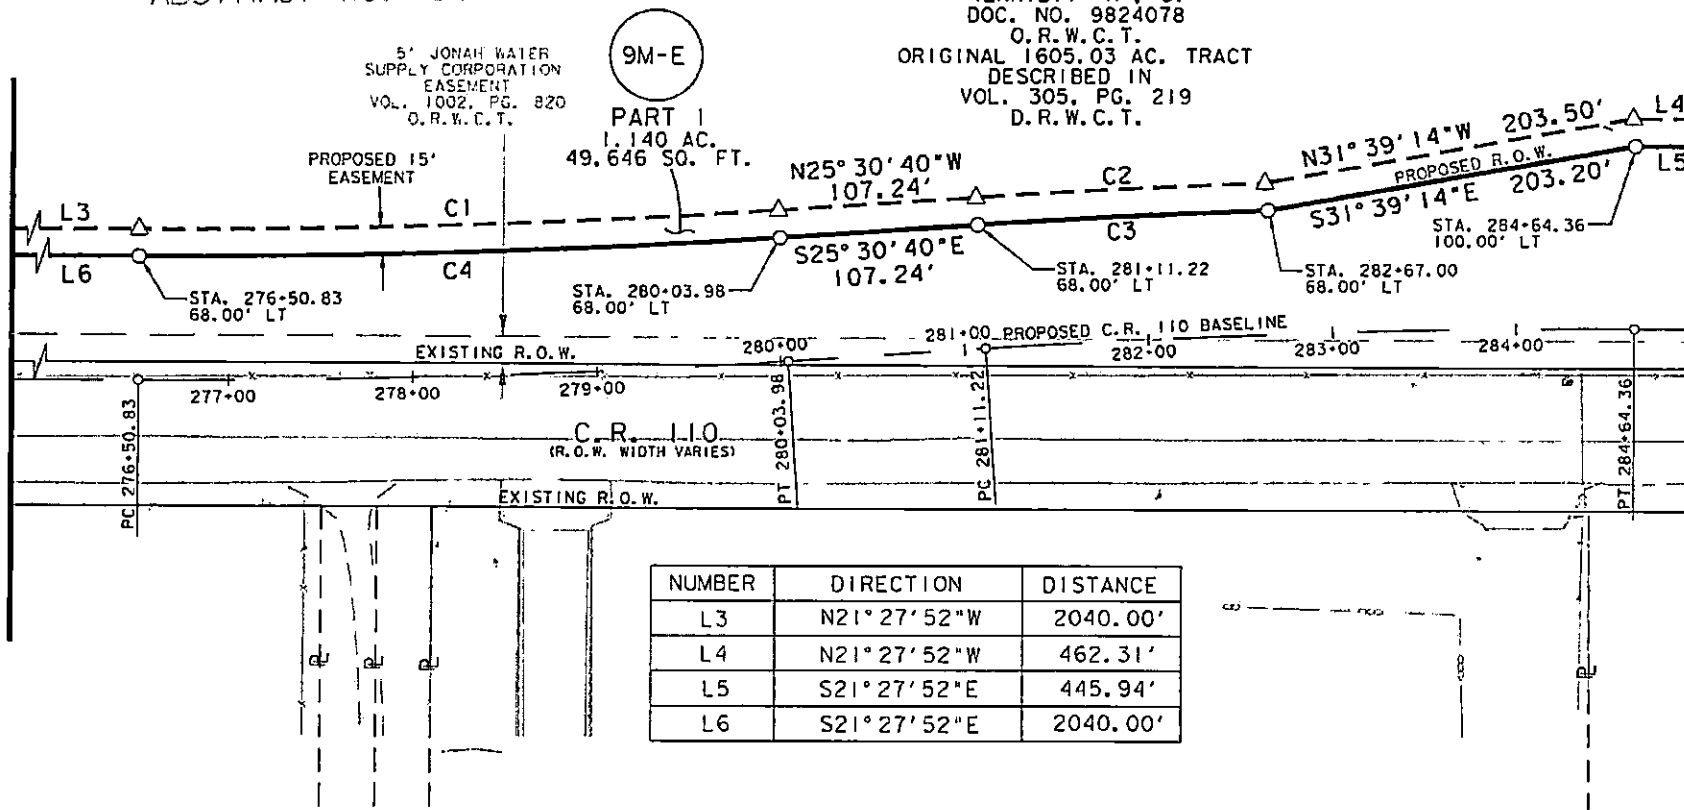 5' JONAH WATER
SUPPLY CORPORATION
EASEMENT
VOL. 1002, PG. 820
O.R.W.C.T.
9M-E
PART 1
1.140 AC.
49,646 SQ. FT.
DOC. NO. 9824078
O.R.W.C.T.
ORIGINAL 1605.03 AC. TRACT
DESCRIBED IN
VOL. 305, PG. 219
D.R.W.C.T.
PROPOSED 15'
EASEMENT
L3
C1
N25°30'40"W
107.24'
C2
N31°39'14"W 203.50'
L4
PROPOSED R.O.W.
L6
C4
S25°30'40"E
107.24'
C3
S31°39'14"E 203.20'
L5
STA. 276+50.83
68.00' LT
STA. 280+03.98
68.00' LT
STA. 281+11.22
68.00' LT
STA. 282+67.00
68.00' LT
STA. 284+64.36
100.00' LT
EXISTING R.O.W.
280+00
281+00 PROPOSED C.R. 110 BASELINE
282+00
283+00
284+00
277+00
278+00
279+00
C.R. 110
(R.O.W. WIDTH VARIES)
PC 276+50.83
PT 280+03.98
PC 281+11.22
PT 284+64.36
EXISTING R.O.W.
NUMBER DIRECTION DISTANCE
L3 N21°27'52"W 2040.00'
L4 N21°27'52"W 462.31'
L5 S21°27'52"E 445.94'
L6 S21°27'52"E 2040.00'